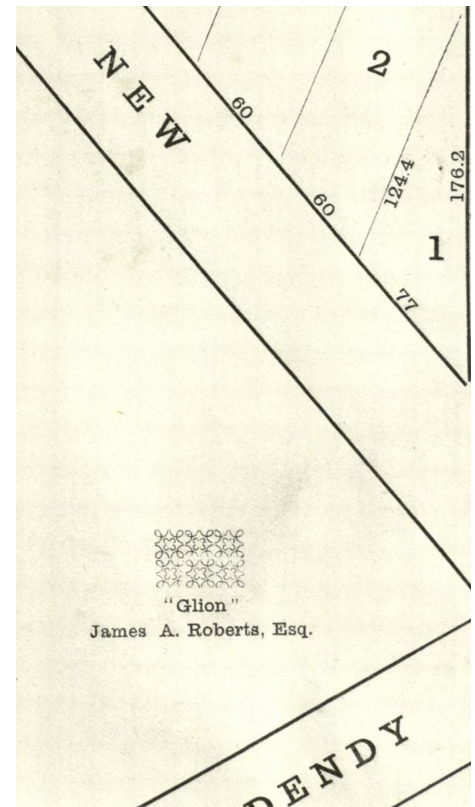 NEW
2
60
60
124.4
176.2
1
77
"Glion"
James A. Roberts, Esq.
DENDY